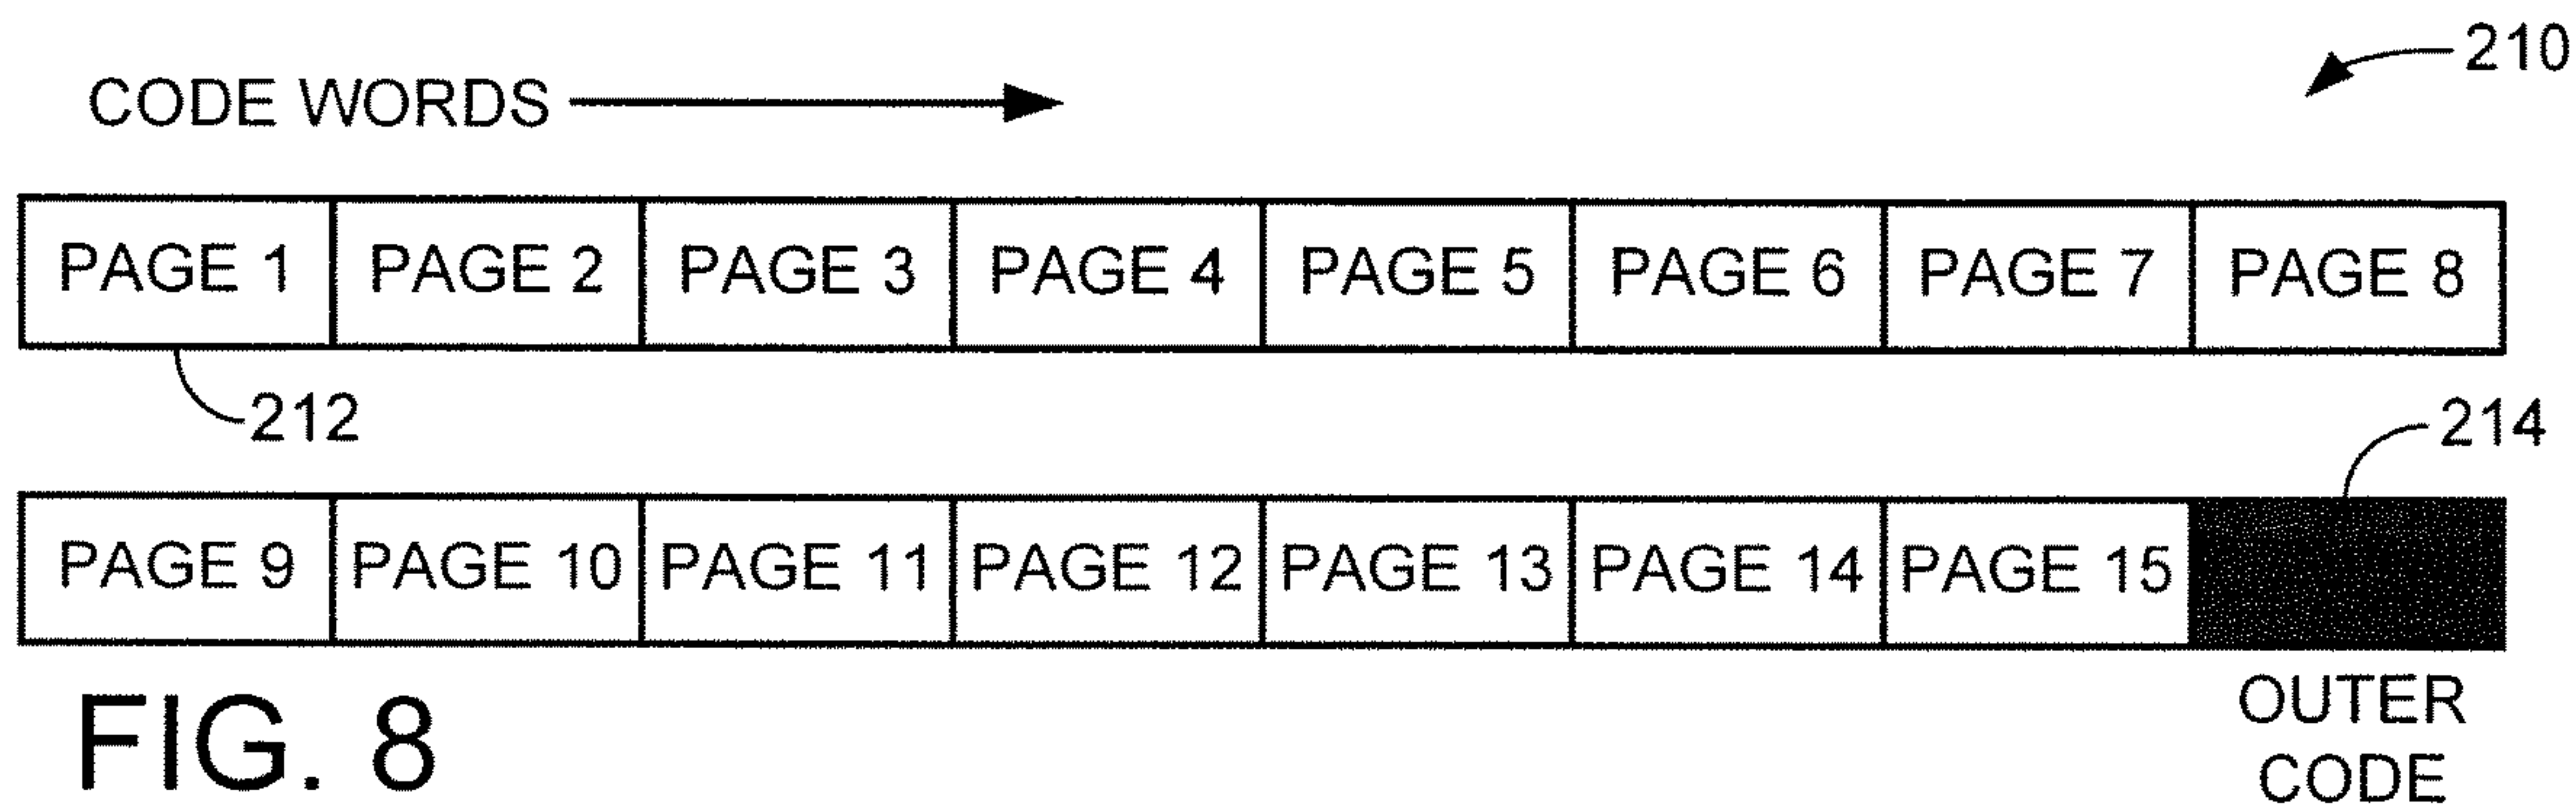 210
CODE WORDS
PAGE 1 PAGE 2 PAGE 3 PAGE 4 PAGE 5 PAGE 6 PAGE 7 PAGE 8
212
214
PAGE 9 PAGE 10 PAGE 11 PAGE 12 PAGE 13 PAGE 14 PAGE 15
OUTER
CODE
FIG. 8